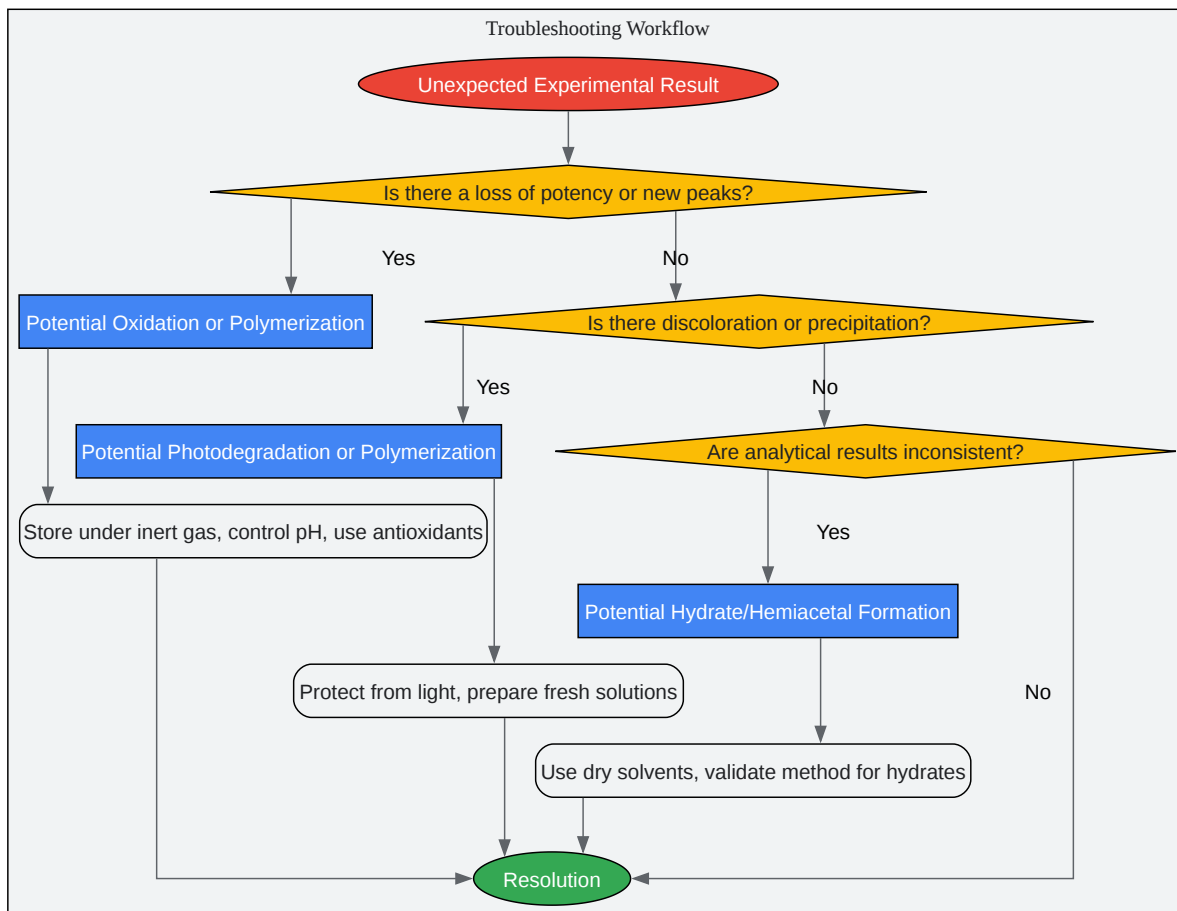 Troubleshooting Workflow
Unexpected Experimental Result
Is there a loss of potency or new peaks?
Yes
No
Potential Oxidation or Polymerization
Is there discoloration or precipitation?
Yes
No
Potential Photodegradation or Polymerization
Are analytical results inconsistent?
Store under inert gas, control pH, use antioxidants
Yes
Potential Hydrate/Hemiacetal Formation
Protect from light, prepare fresh solutions
No
Use dry solvents, validate method for hydrates
Resolution